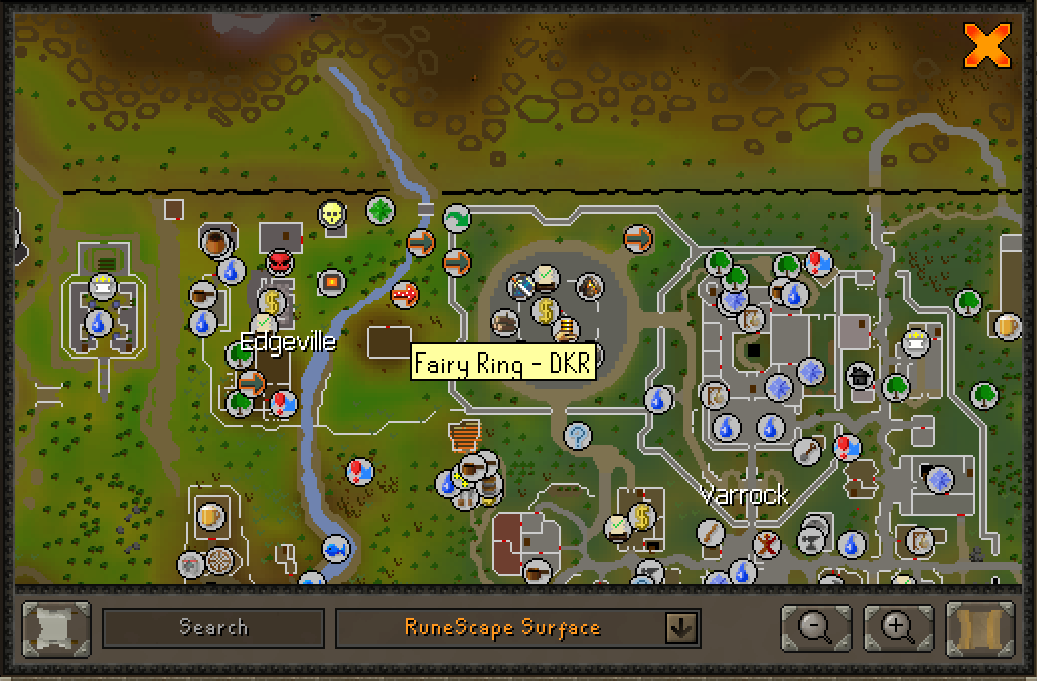 Edgeville
Fairy Ring - DKR
Varrock
Search
RuneScape Surface